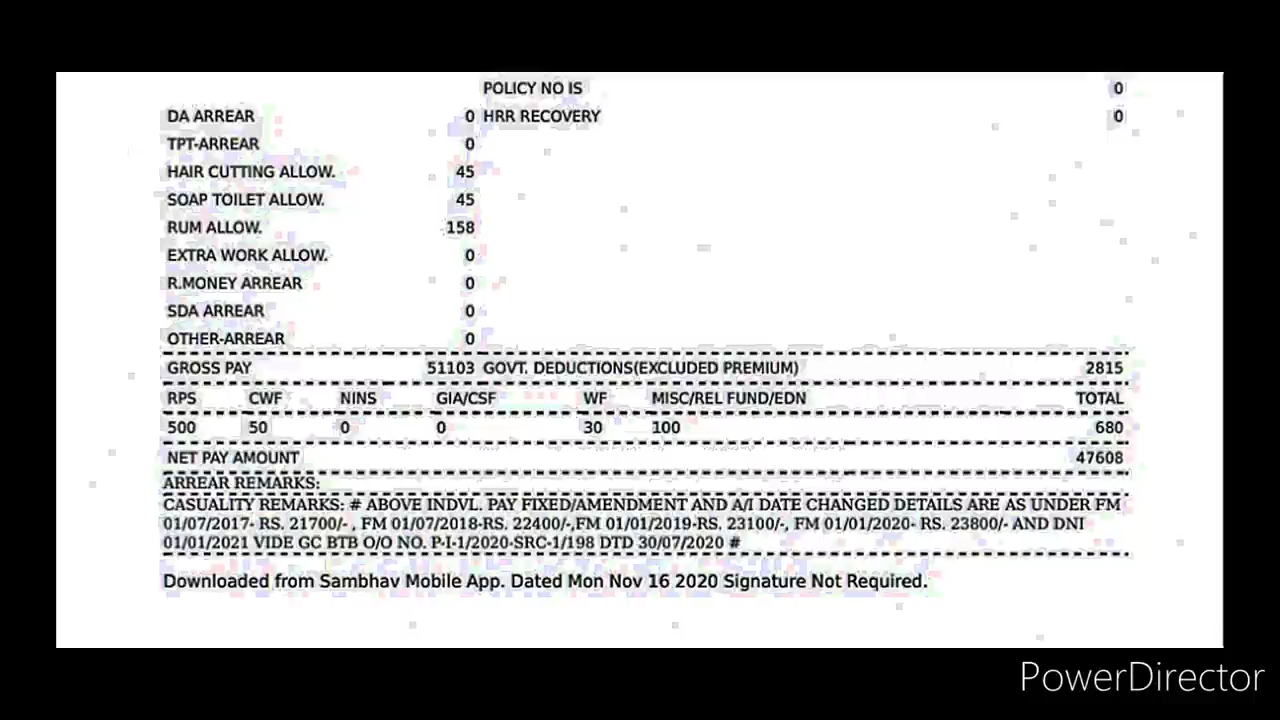 POLICY NO IS 0
DA ARREAR 0 HRR RECOVERY 0
TPT-ARREAR 0
HAIR CUTTING ALLOW. 45
SOAP TOILET ALLOW. 45
RUM ALLOW. 158
EXTRA WORK ALLOW. 0
R.MONEY ARREAR 0
SDA ARREAR 0
OTHER-ARREAR 0
GROSS PAY 51103 GOVT. DEDUCTIONS(EXCLUDED PREMIUM) 2815
RPS CWF NINS GIA/CSF WF MISC/REL FUND/EDN TOTAL
500 50 0 0 30 100 680
NET PAY AMOUNT 47608
ARREAR REMARKS:
CASUALITY REMARKS: # ABOVE INDVL. PAY FIXED/AMENDMENT AND A/I DATE CHANGED DETAILS ARE AS UNDER FM
01/07/2017- RS. 21700/- , FM 01/07/2018-RS. 22400/-,FM 01/01/2019-RS. 23100/-, FM 01/01/2020- RS. 23800/- AND DNI
01/01/2021 VIDE GC BTB O/O NO. P-I-1/2020-SRC-1/198 DTD 30/07/2020 #
Downloaded from Sambhav Mobile App. Dated Mon Nov 16 2020 Signature Not Required.
PowerDirector